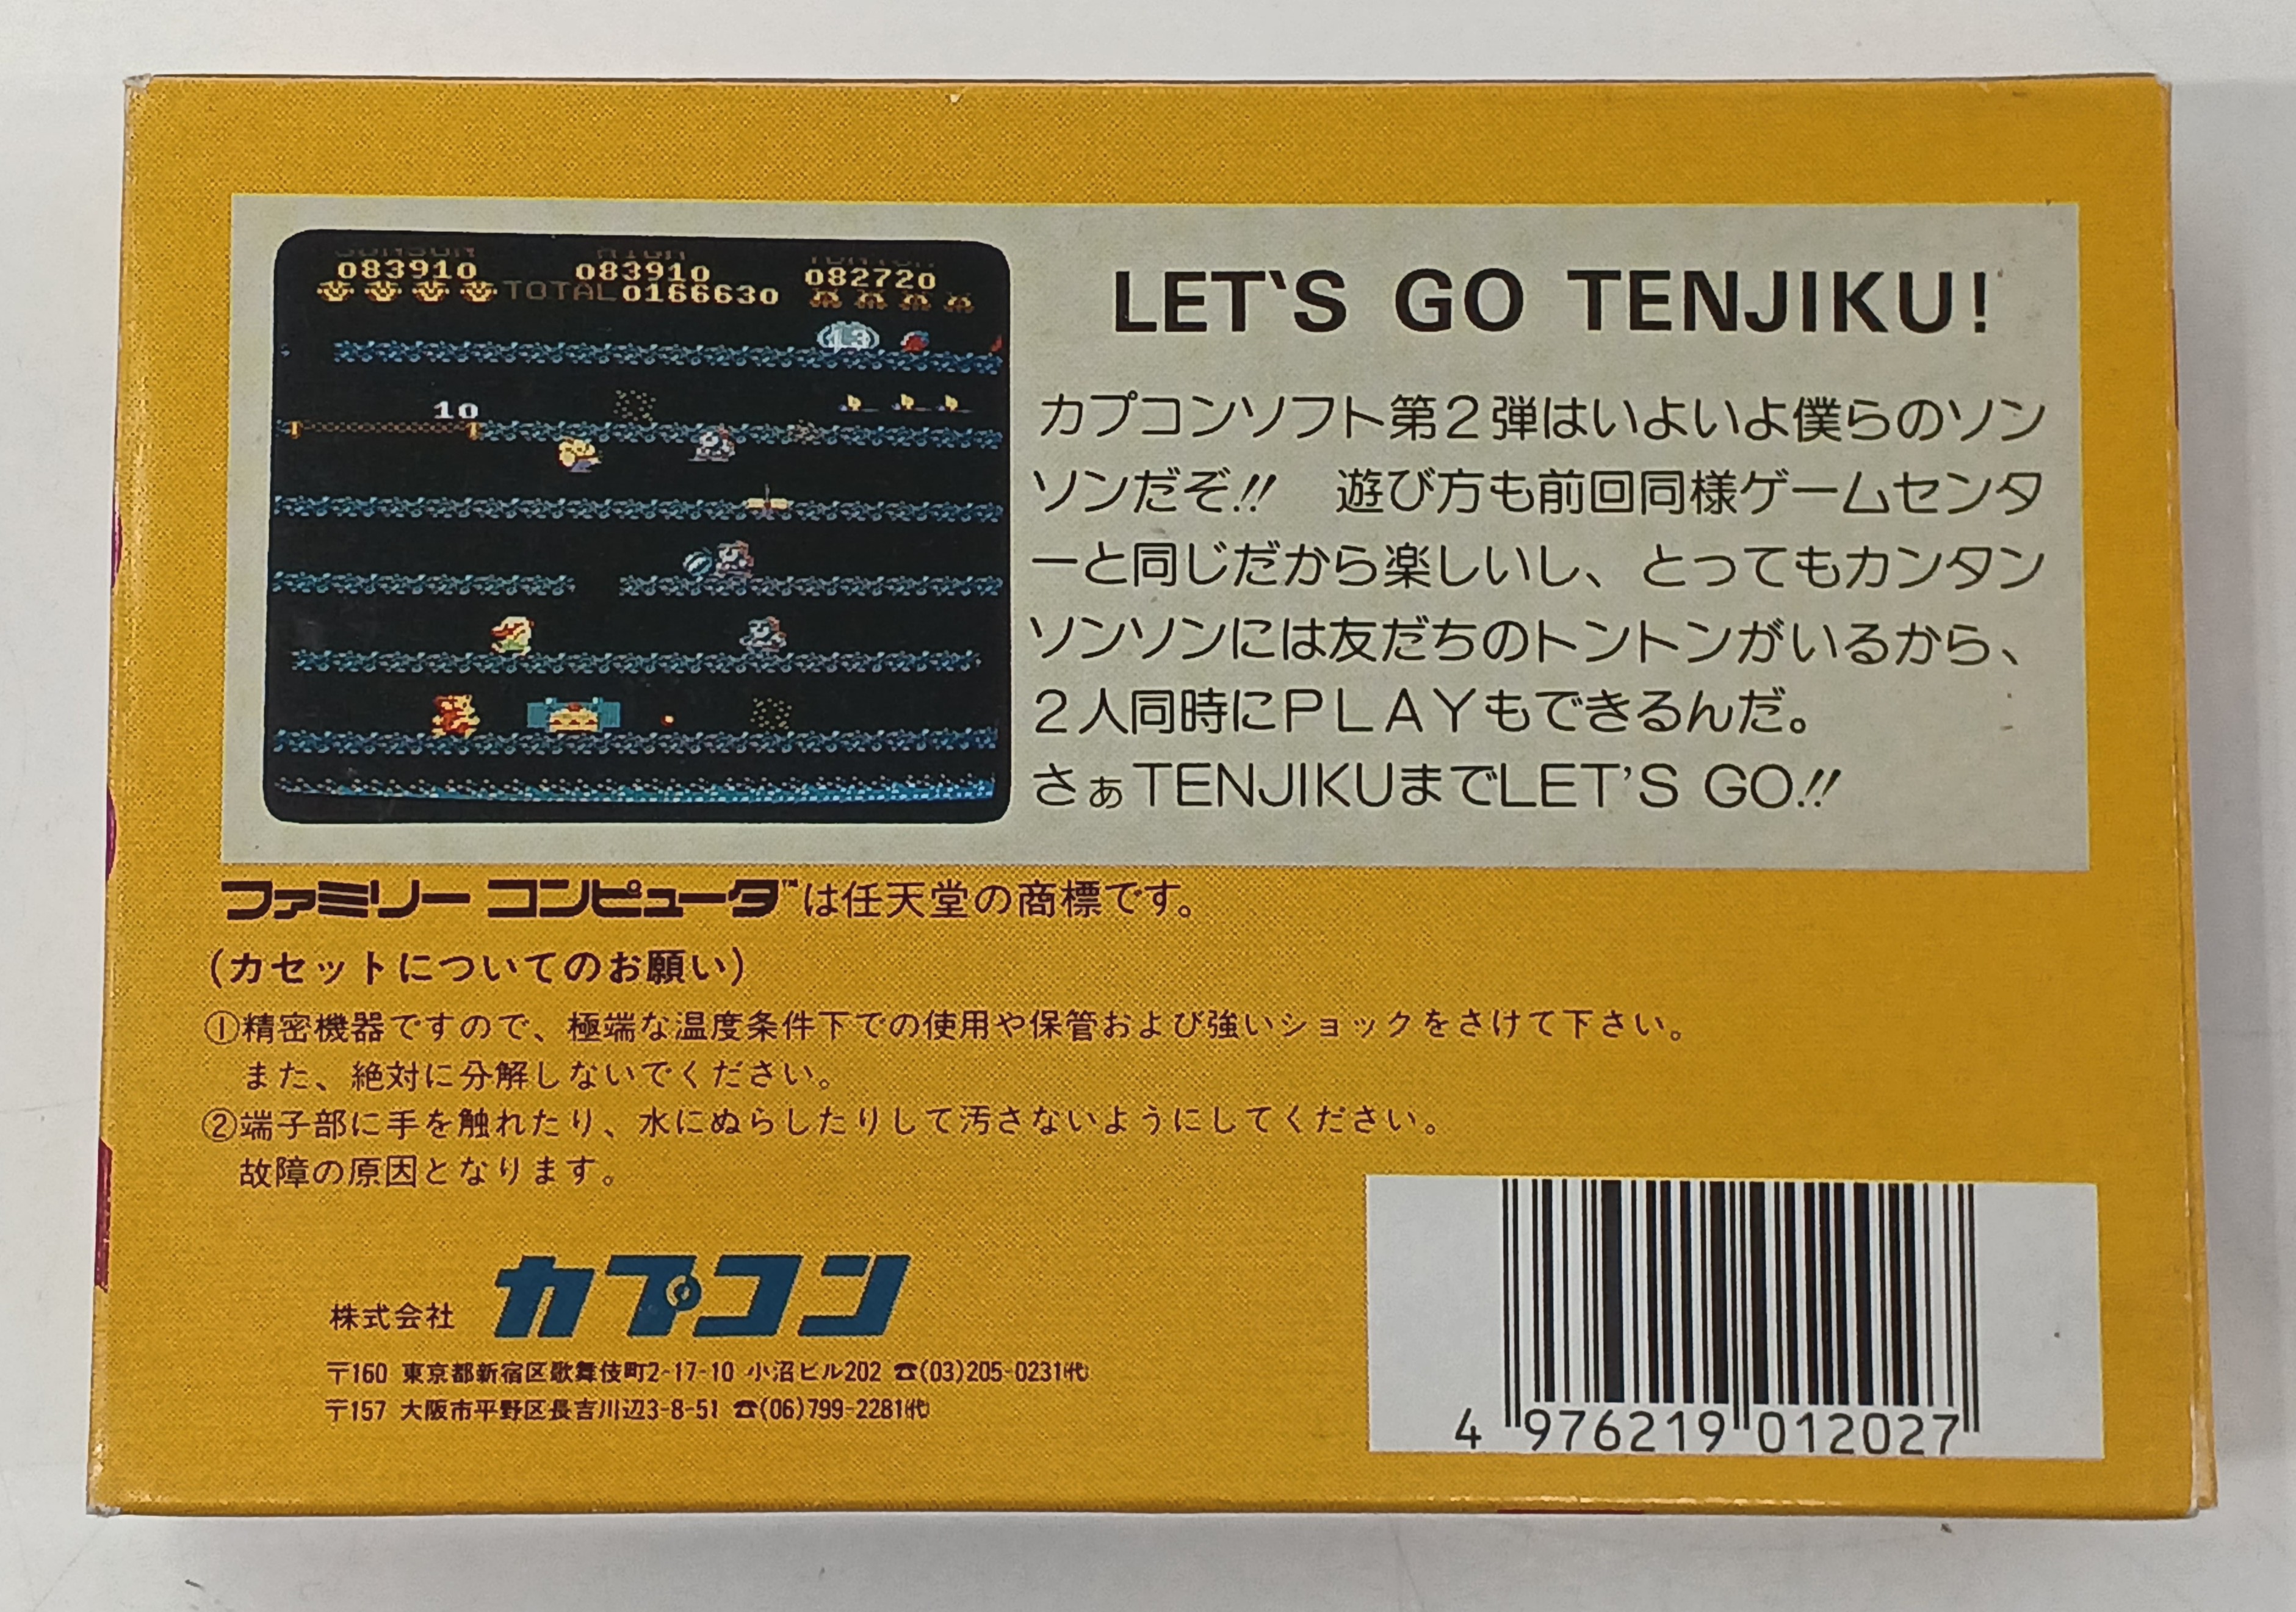 083910 083910 082720
TOTAL 0166630
13
10
LET'S GO TENJIKU!
カプコンソフト第2弾はいよいよ僕らのソン
ソンだぞ!! 遊び方も前回同様ゲームセンタ
ーと同じだから楽しいし、とってもカンタン
ソンソンには友だちのトントンがいるから、
2人同時にPLAYもできるんだ。
さぁTENJIKUまでLET'S GO!!
ファミリー コンピュータ™は任天堂の商標です。
(カセットについてのお願い)
①精密機器ですので、極端な温度条件下での使用や保管および強いショックをさけて下さい。
また、絶対に分解しないでください。
②端子部に手を触れたり、水にぬらしたりして汚さないようにしてください。
故障の原因となります。
株式会社 カプコン
〒160 東京都新宿区歌舞伎町2-17-10 小沼ビル202 ☎(03)205-0231(代)
〒157 大阪市平野区長吉川辺3-8-51 ☎(06)799-2281(代)
4 976219 012027